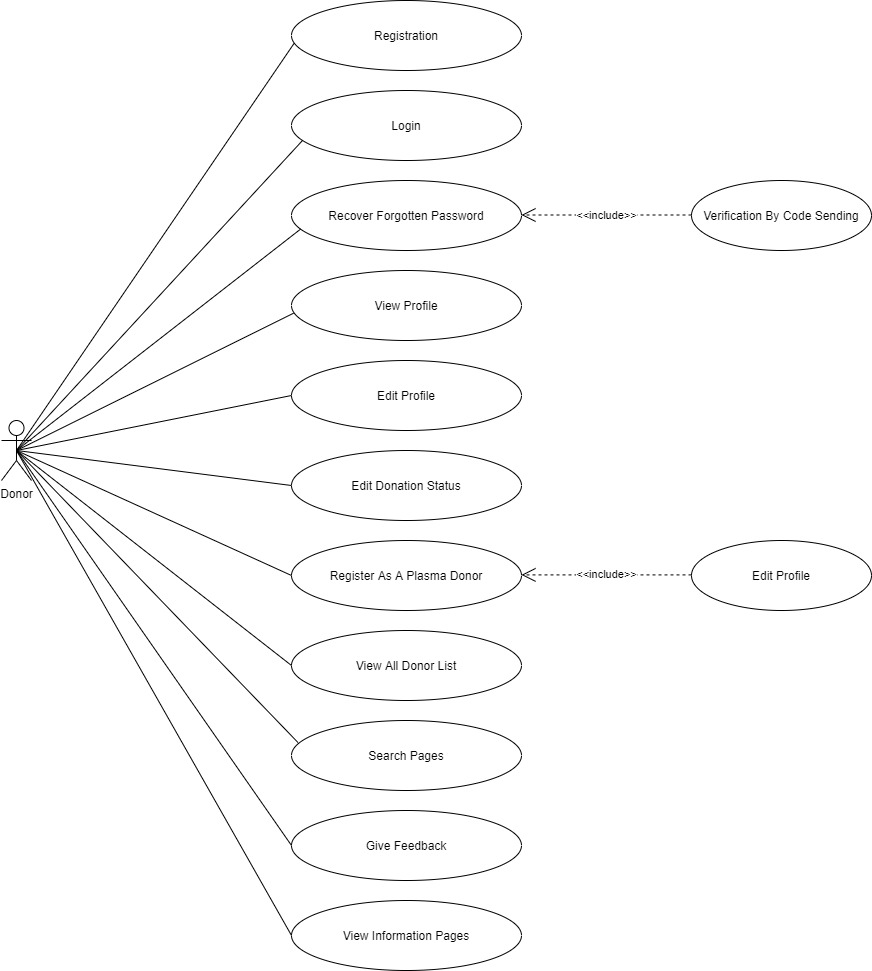 Registration
Login
Recover Forgotten Password
<<include>>
Verification By Code Sending
View Profile
Edit Profile
Donor
Edit Donation Status
Register As A Plasma Donor
<<include>>
Edit Profile
View All Donor List
Search Pages
Give Feedback
View Information Pages